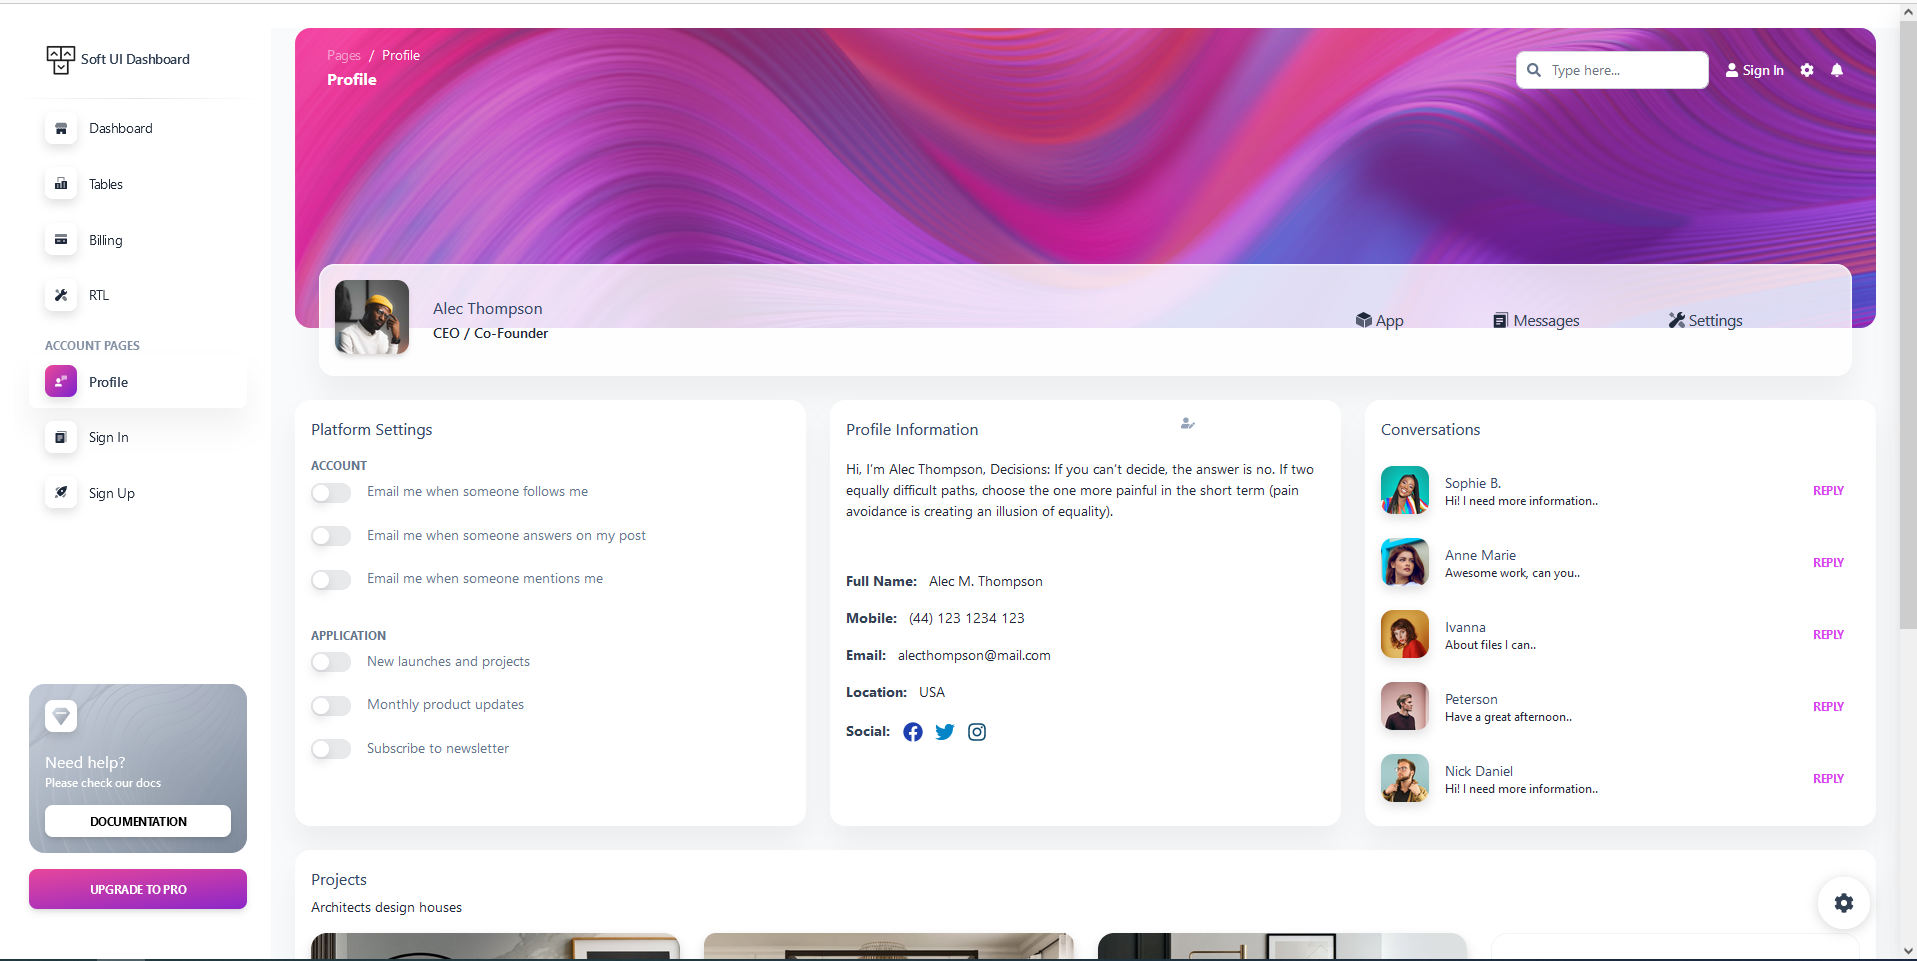 Soft UI Dashboard
Dashboard
Tables
Billing
RTL
ACCOUNT PAGES
Profile
Sign In
Sign Up
Need help?
Please check our docs
DOCUMENTATION
UPGRADE TO PRO
Pages / Profile
Profile
Type here...
Sign In
Alec Thompson
CEO / Co-Founder
App
Messages
Settings
Platform Settings
ACCOUNT
Email me when someone follows me
Email me when someone answers on my post
Email me when someone mentions me
APPLICATION
New launches and projects
Monthly product updates
Subscribe to newsletter
Profile Information
Hi, I'm Alec Thompson, Decisions: If you can't decide, the answer is no. If two
equally difficult paths, choose the one more painful in the short term (pain
avoidance is creating an illusion of equality).
Full Name: Alec M. Thompson
Mobile: (44) 123 1234 123
Email: alecthompson@mail.com
Location: USA
Social:
Conversations
Sophie B.
Hi! I need more information..
REPLY
Anne Marie
Awesome work, can you..
REPLY
Ivanna
About files I can..
REPLY
Peterson
Have a great afternoon..
REPLY
Nick Daniel
Hi! I need more information..
REPLY
Projects
Architects design houses